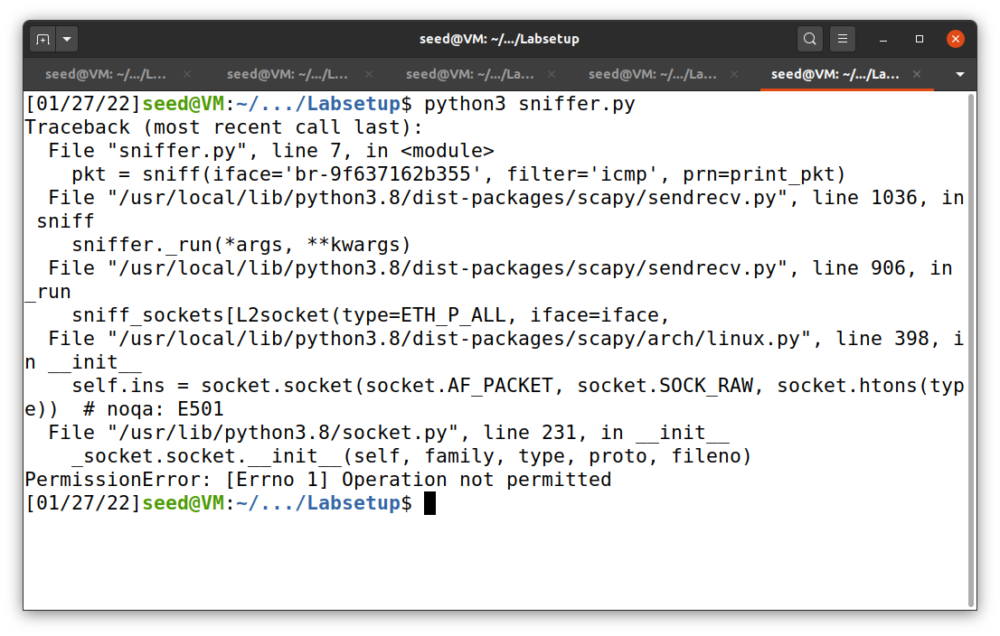 seed@VM: ~/.../Labsetup
seed@VM: ~/.../L... seed@VM: ~/.../L... seed@VM: ~/.../La... seed@VM: ~/.../La... seed@VM: ~/.../La...
[01/27/22]seed@VM:~/.../Labsetup$ python3 sniffer.py
Traceback (most recent call last):
  File "sniffer.py", line 7, in <module>
    pkt = sniff(iface='br-9f637162b355', filter='icmp', prn=print_pkt)
  File "/usr/local/lib/python3.8/dist-packages/scapy/sendrecv.py", line 1036, in
 sniff
    sniffer._run(*args, **kwargs)
  File "/usr/local/lib/python3.8/dist-packages/scapy/sendrecv.py", line 906, in
_run
    sniff_sockets[L2socket(type=ETH_P_ALL, iface=iface,
  File "/usr/local/lib/python3.8/dist-packages/scapy/arch/linux.py", line 398, i
n __init__
    self.ins = socket.socket(socket.AF_PACKET, socket.SOCK_RAW, socket.htons(typ
e))  # noqa: E501
  File "/usr/lib/python3.8/socket.py", line 231, in __init__
    _socket.socket.__init__(self, family, type, proto, fileno)
PermissionError: [Errno 1] Operation not permitted
[01/27/22]seed@VM:~/.../Labsetup$